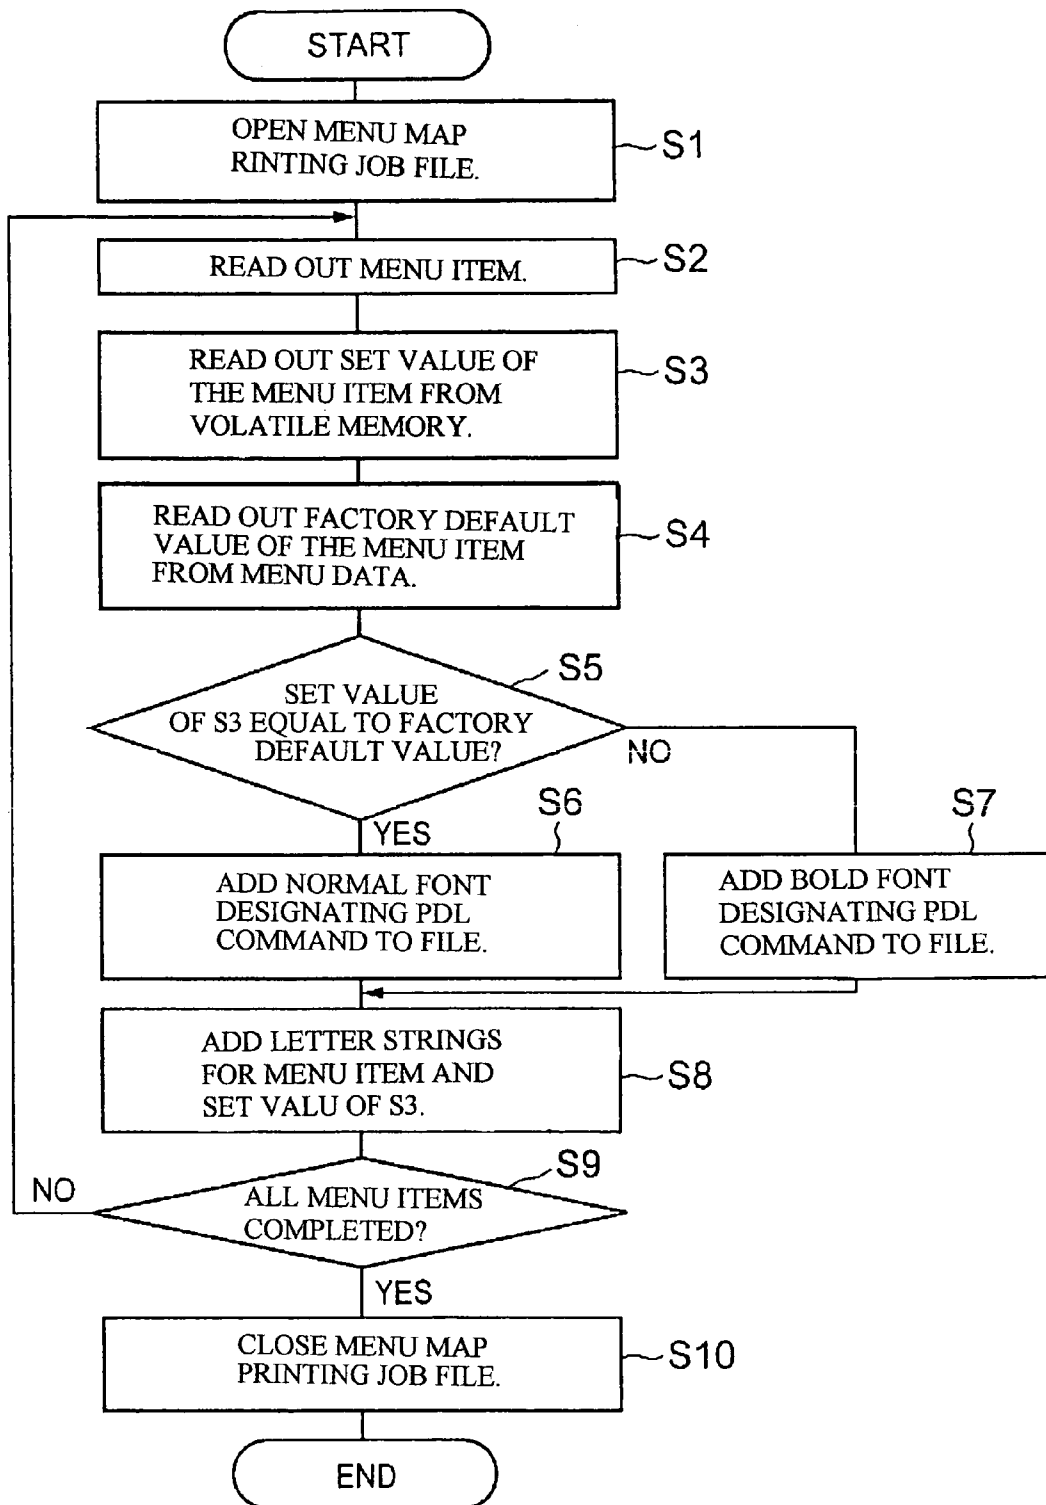 START
OPEN MENU MAP
RINTING JOB FILE.
S1
READ OUT MENU ITEM.
S2
READ OUT SET VALUE OF
THE MENU ITEM FROM
VOLATILE MEMORY.
S3
READ OUT FACTORY DEFAULT
VALUE OF THE MENU ITEM
FROM MENU DATA.
S4
S5
SET VALUE
OF S3 EQUAL TO FACTORY
DEFAULT VALUE?
NO
YES
S6
S7
ADD NORMAL FONT
DESIGNATING PDL
COMMAND TO FILE.
ADD BOLD FONT
DESIGNATING PDL
COMMAND TO FILE.
ADD LETTER STRINGS
FOR MENU ITEM AND
SET VALU OF S3.
S8
S9
NO
ALL MENU ITEMS
COMPLETED?
YES
CLOSE MENU MAP
PRINTING JOB FILE.
S10
END